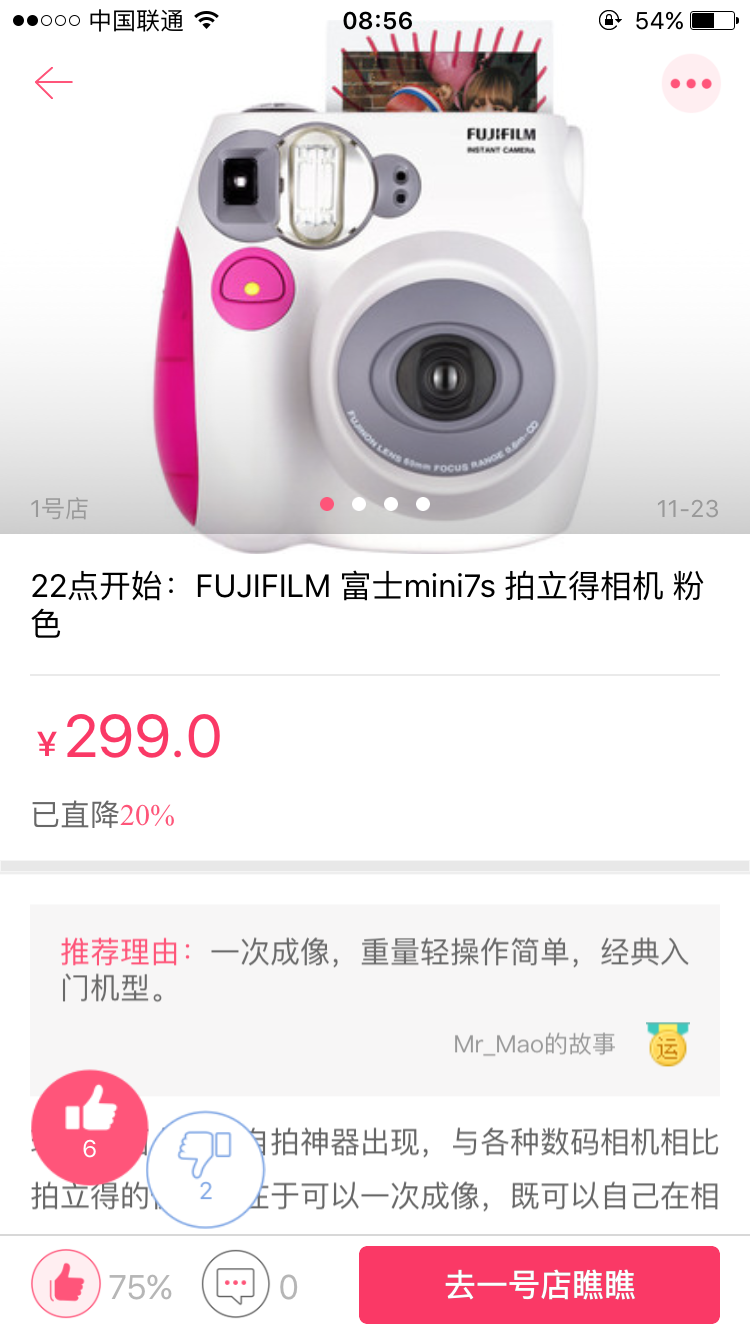 中国联通 08:56 54%
FUJIFILM
INSTANT CAMERA
FUJINON LENS 60mm FOCUS RANGE 0.6m-∞
1号店 11-23
22点开始：FUJIFILM 富士mini7s 拍立得相机 粉
色
¥299.0
已直降20%
推荐理由：一次成像，重量轻操作简单，经典入
门机型。
Mr_Mao的故事 运
6
自拍神器出现，与各种数码相机相比
2
拍立得的 在于可以一次成像，既可以自己在相
75% 0 去一号店瞧瞧